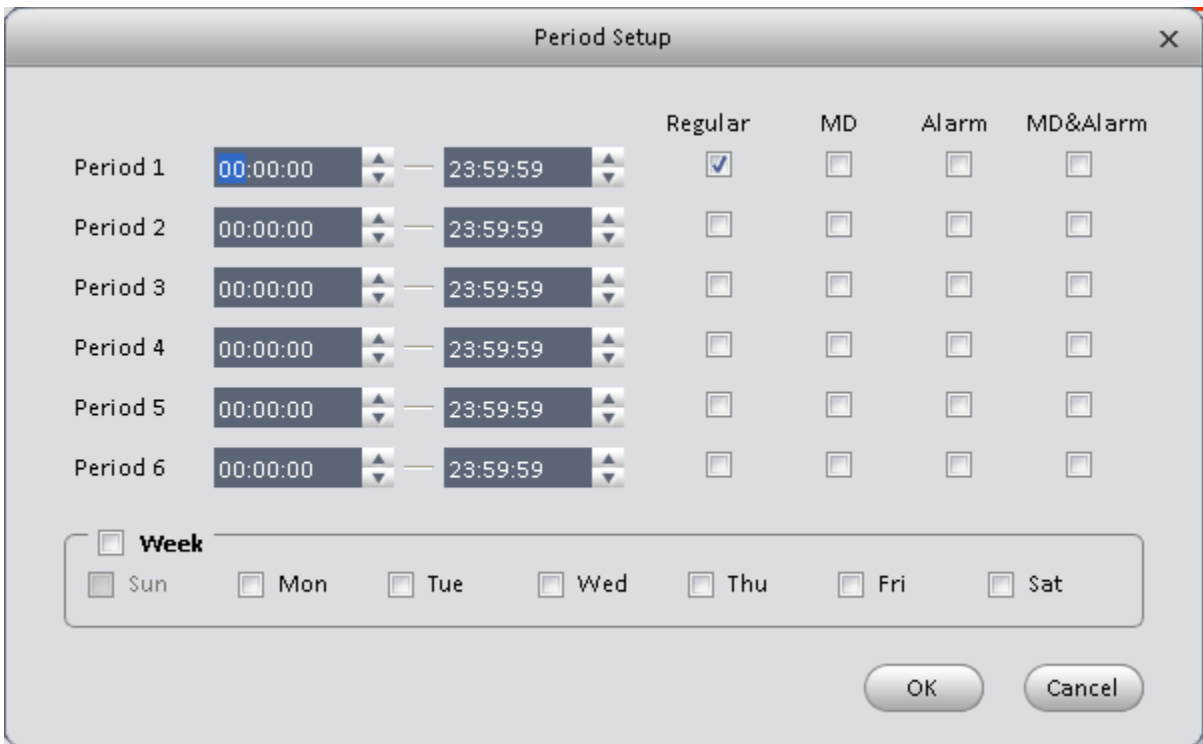 Period Setup
Regular MD Alarm MD&Alarm
Period 1 00:00:00 23:59:59
Period 2 00:00:00 23:59:59
Period 3 00:00:00 23:59:59
Period 4 00:00:00 23:59:59
Period 5 00:00:00 23:59:59
Period 6 00:00:00 23:59:59
Week
Sun Mon Tue Wed Thu Fri Sat
OK Cancel